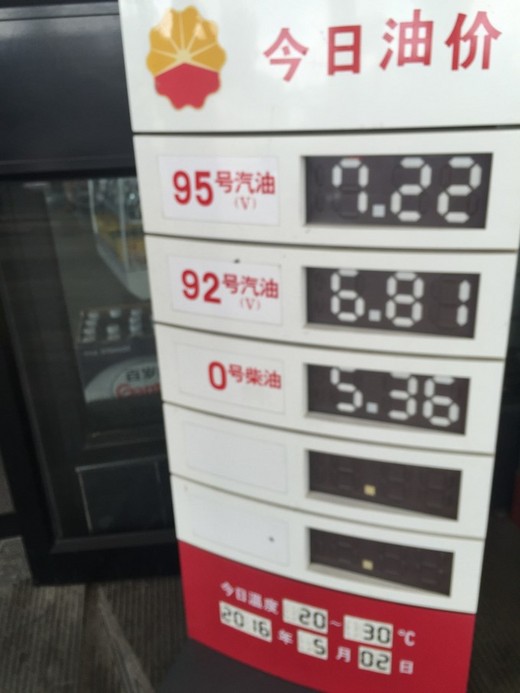 今日油价
95号汽油
(V)
7.22
92号汽油
(V)
6.81
0号柴油
5.36
今日温度 20~30℃
2016年5月02日